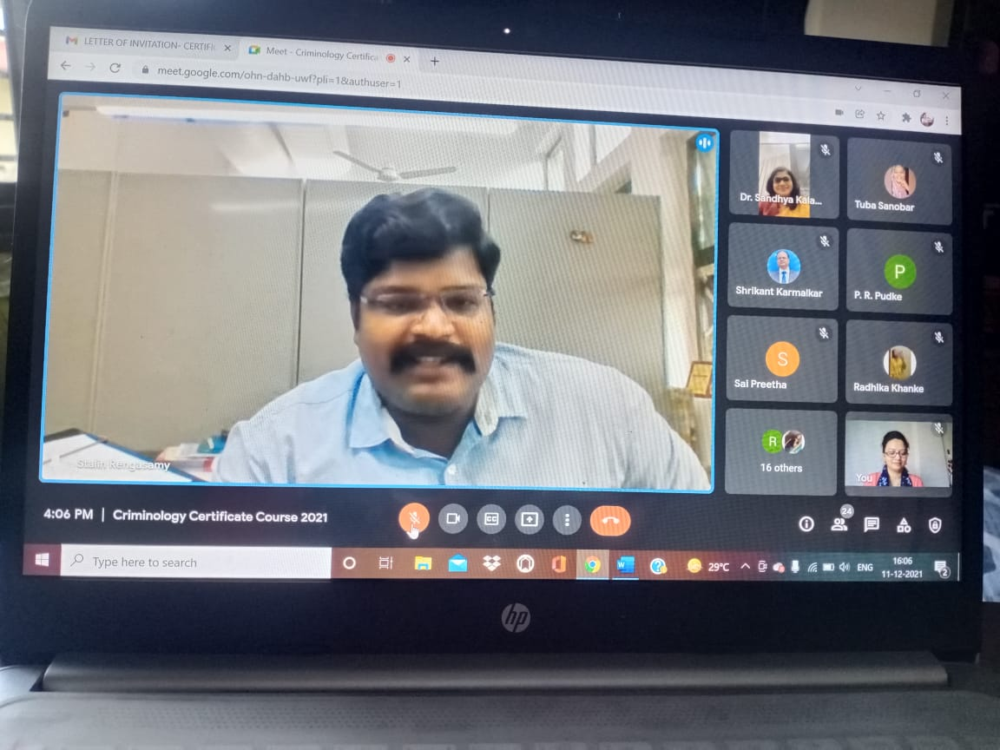 LETTER OF INVITATION- CERTIFI
Meet - Criminology Certifica
meet.google.com/ohn-dahb-uwf?pli=1&authuser=1
Stalin Rengasamy
Dr. Sandhya Kala...
Tuba Sanobar
Shrikant Karmalkar
P
P. R. Pudke
S
Sai Preetha
Radhika Khanke
R
16 others
You
4:06 PM | Criminology Certificate Course 2021
CC
24
Type here to search
W
29°C
ENG
16:06
11-12-2021
2
hp